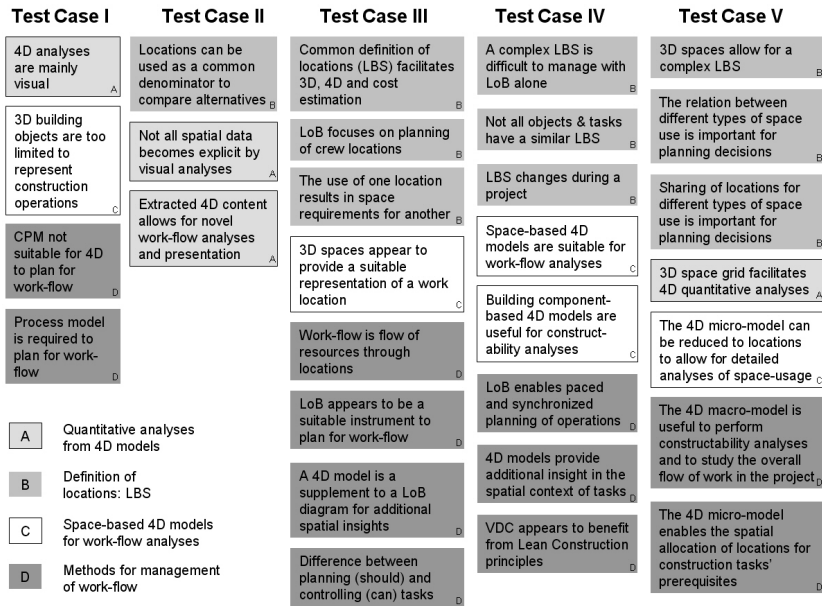 Test Case I
4D analyses
are mainly
visual
A
3D building
objects are too
limited to
represent
construction
operations
C
CPM not
suitable for 4D
to plan for
work-flow
D
Process model
is required to
plan for work-
flow
D
Test Case II
Locations can be
used as a common
denominator to
compare alternatives
B
Not all spatial data
becomes explicit by
visual analyses
A
Extracted 4D content
allows for novel
work-flow analyses
and presentation
A
Test Case III
Common definition of
locations (LBS) facilitates
3D, 4D and cost
estimation
B
LoB focuses on planning
of crew locations
B
The use of one location
results in space
requirements for another
B
3D spaces appear to
provide a suitable
representation of a work
location
C
Work-flow is flow of
resources through
locations
D
LoB appears to be a
suitable instrument to
plan for work-flow
D
A 4D model is a
supplement to a LoB
diagram for additional
spatial insights
D
Difference between
planning (should) and
controlling (can) tasks
D
Test Case IV
A complex LBS is
difficult to manage with
LoB alone
B
Not all objects & tasks
have a similar LBS
B
LBS changes during a
project
B
Space-based 4D
models are suitable for
work-flow analyses
C
Building component-
based 4D models are
useful for construct-
ability analyses
C
LoB enables paced
and synchronized
planning of operations
D
4D models provide
additional insight in the
spatial context of tasks
D
VDC appears to benefit
from Lean Construction
principles
D
Test Case V
3D spaces allow for a
complex LBS
B
The relation between
different types of space
use is important for
planning decisions
B
Sharing of locations for
different types of space
use is important for
planning decisions
B
3D space grid facilitates
4D quantitative analyses
A
The 4D micro-model can
be reduced to locations
to allow for detailed
analyses of space-usage
C
The 4D macro-model is
useful to perform
constructability analyses
and to study the overall
flow of work in the project
D
The 4D micro-model
enables the spatial
allocation of locations for
construction tasks'
prerequisites
D
A
Quantitative analyses
from 4D models
B
Definition of
locations: LBS
C
Space-based 4D models
for work-flow analyses
D
Methods for management
of work-flow